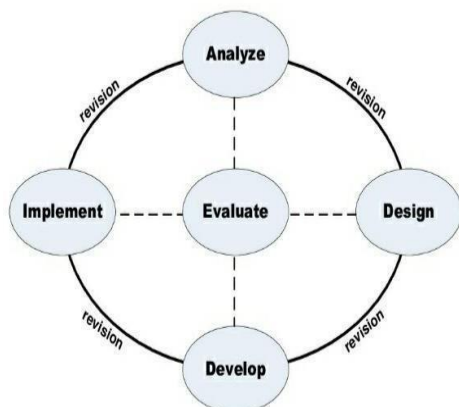 Analyze
revision
revision
Implement
Evaluate
Design
revision
revision
Develop